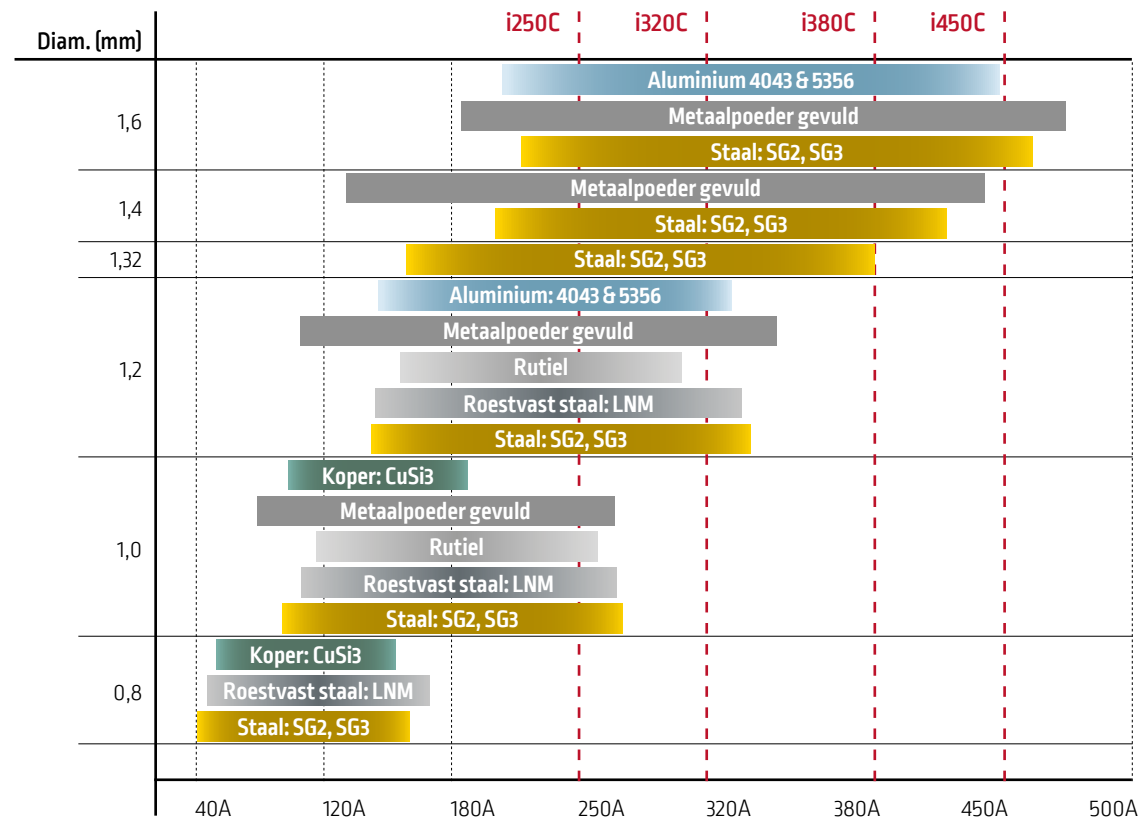 i250C i320C i380C i450C
Diam. (mm)
Aluminium 4043 & 5356
1,6 Metaalpoeder gevuld
Staal: SG2, SG3
Metaalpoeder gevuld
1,4
Staal: SG2, SG3
1,32 Staal: SG2, SG3
Aluminium: 4043 & 5356
Metaalpoeder gevuld
1,2 Rutiel
Roestvast staal: LNM
Staal: SG2, SG3
Koper: CuSi3
Metaalpoeder gevuld
1,0 Rutiel
Roestvast staal: LNM
Staal: SG2, SG3
Koper: CuSi3
0,8 Roestvast staal: LNM
Staal: SG2, SG3
40A 120A 180A 250A 320A 380A 450A 500A